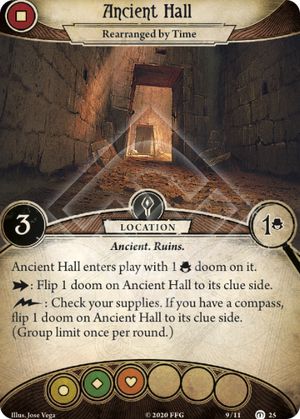 Ancient Hall
Rearranged by Time
3
LOCATION
1
Ancient. Ruins.
Ancient Hall enters play with 1 doom on it.
: Flip 1 doom on Ancient Hall to its clue side.
: Check your supplies. If you have a compass,
flip 1 doom on Ancient Hall to its clue side.
(Group limit once per round.)
Illus. Jose Vega
© 2020 FFG
9/11
25